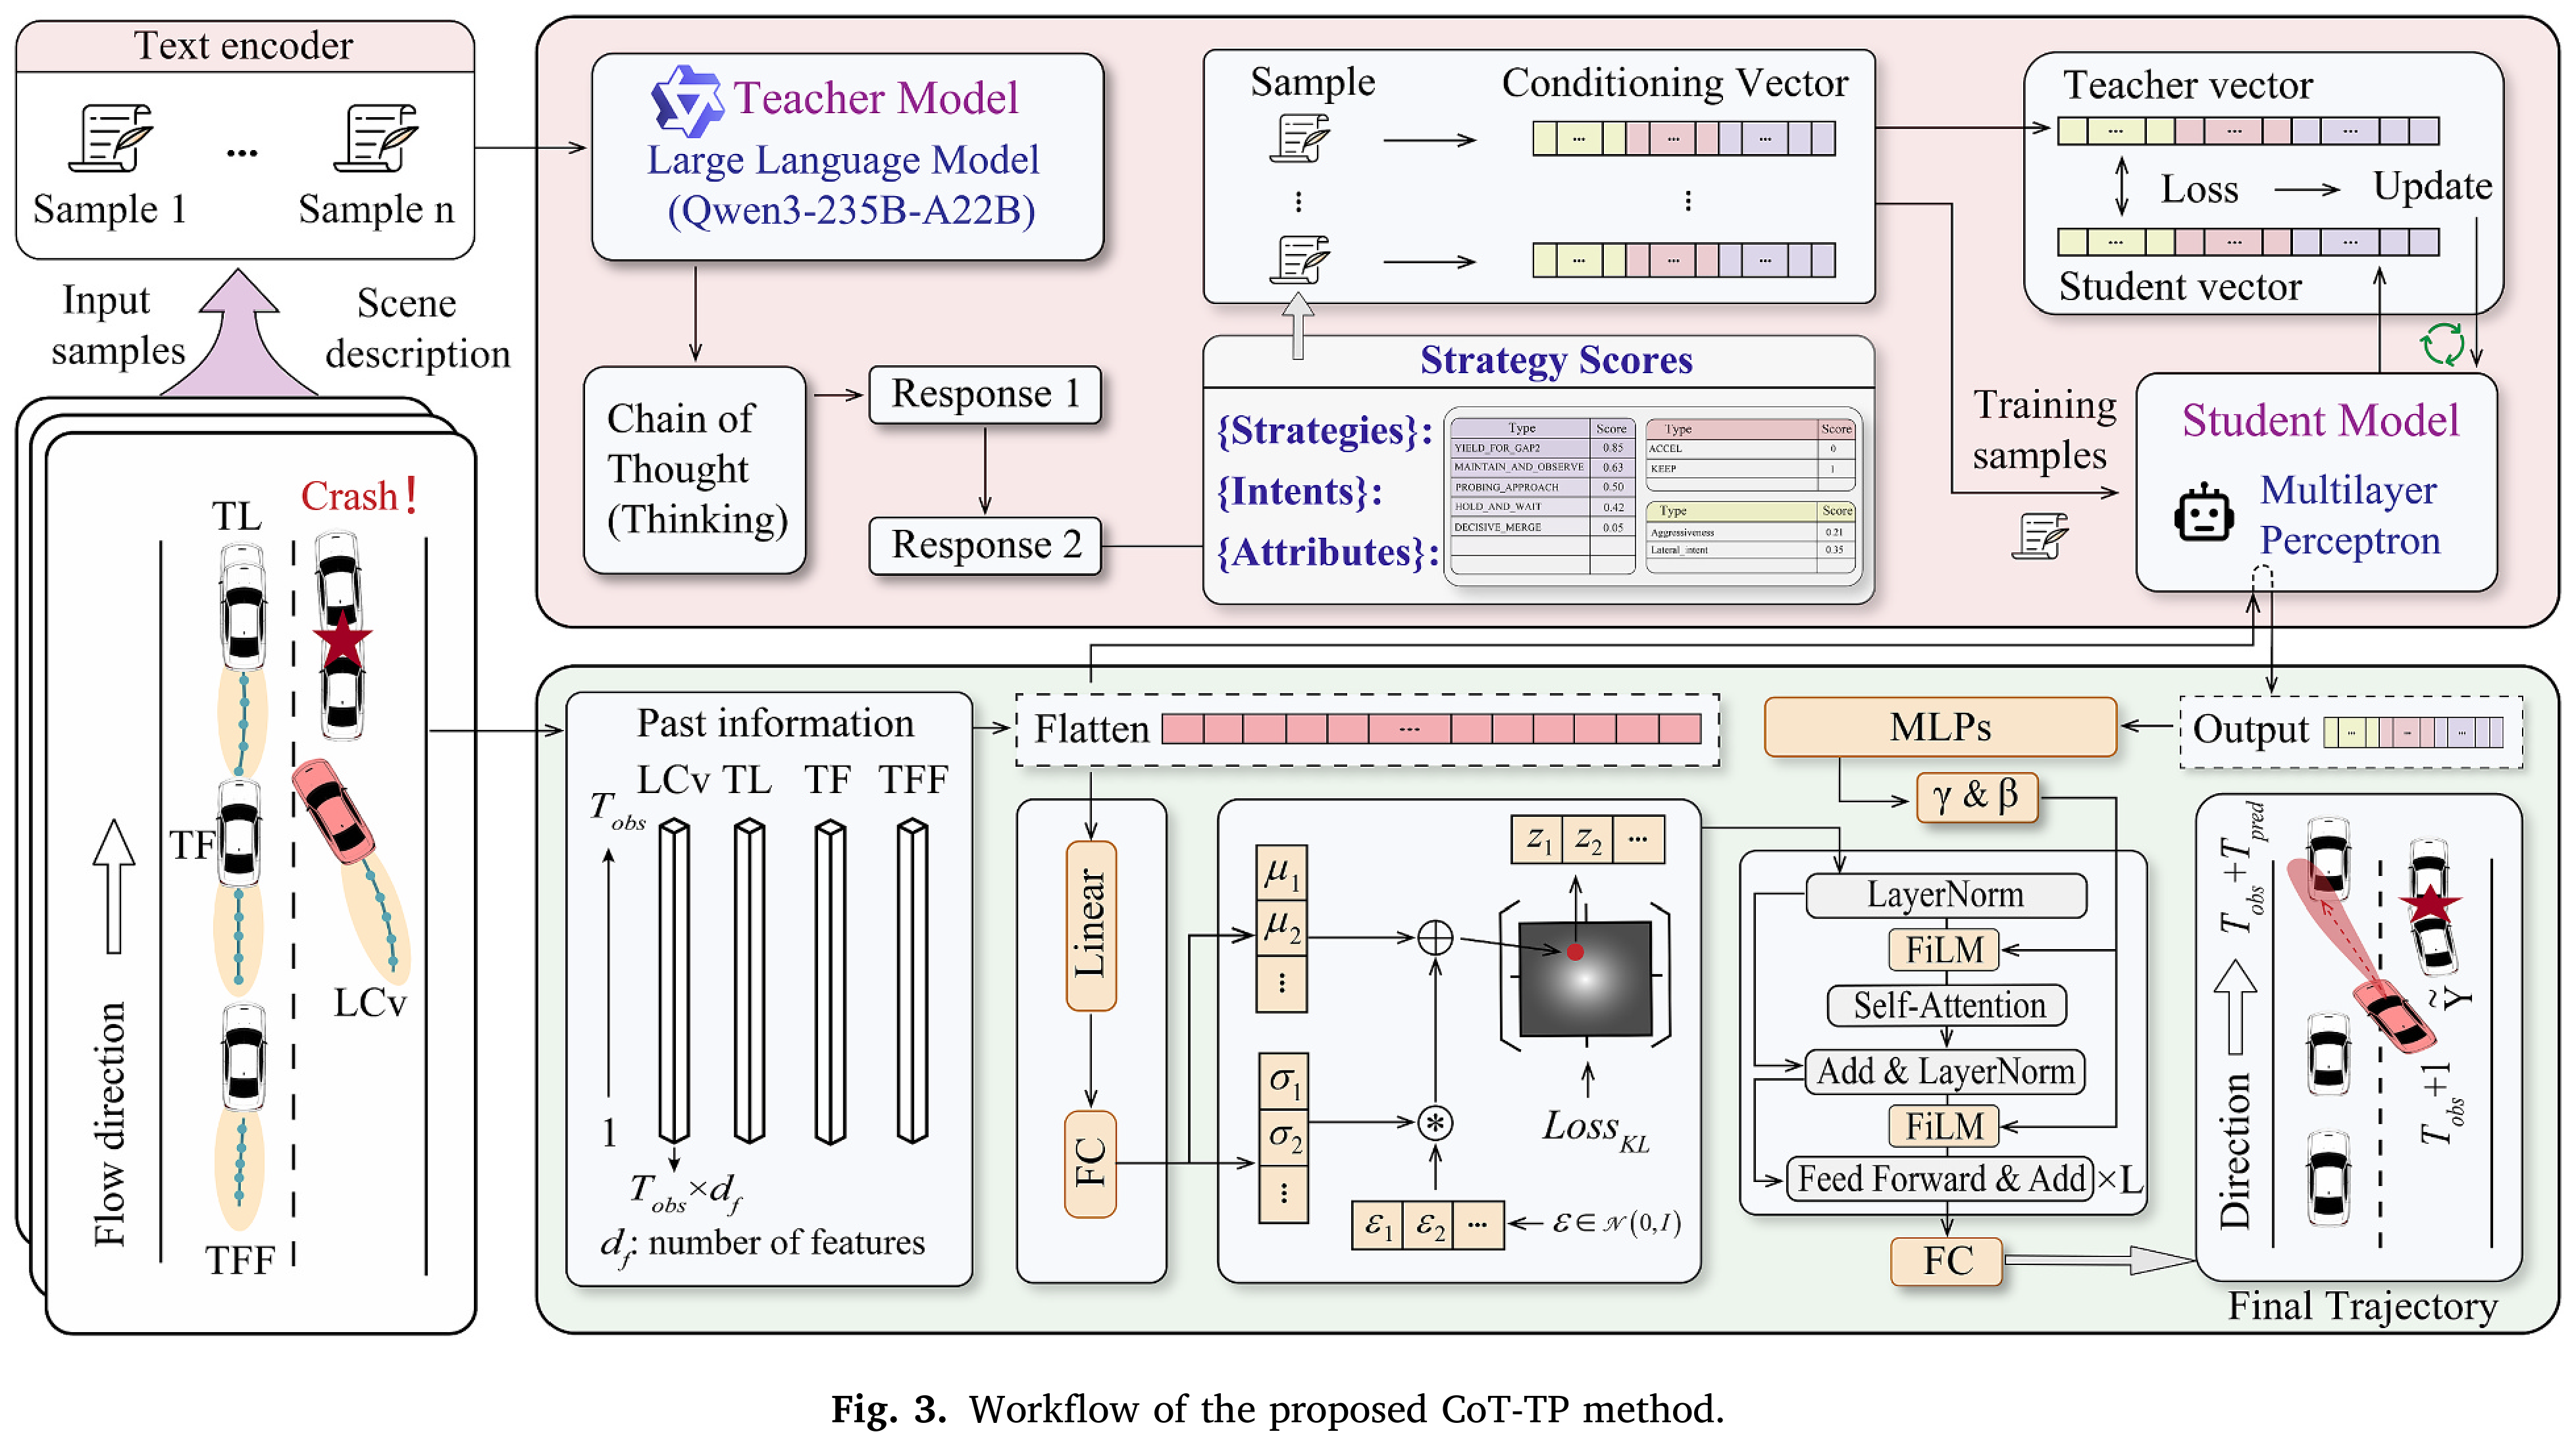 Text encoder
Sample 1
...
Sample n
Input samples
Scene description
Teacher Model
Large Language Model
(Qwen3-235B-A22B)
Chain of
Thought
(Thinking)
Response 1
Response 2
Sample
Conditioning Vector
Strategy Scores
{Strategies}:
{Intents}:
{Attributes}:
Type Score
YIELD_FOR_GAP2 0.85
MAINTAIN_AND_OBSERVE 0.63
PROBING_APPROACH 0.50
HOLD_AND_WAIT 0.42
DECISIVE_MERGE 0.05
Type Score
ACCEL 0
KEEP 1
Type Score
Aggressiveness 0.21
Lateral_intent 0.35
Teacher vector
Loss
Update
Student vector
Training
samples
Student Model
Multilayer
Perceptron
Crash!
TL
TF
LCv
TFF
Flow direction
Past information
LCv TL TF TFF
T_obs
1
T_obs×d_f
d_f: number of features
Flatten ...
Linear
FC
μ1
μ2
⋮
σ1
σ2
⋮
z1 z2 ...
Loss_KL
ε1 ε2 ...
ε∈𝒩(0,I)
MLPs
Output
γ & β
LayerNorm
FiLM
Self-Attention
Add & LayerNorm
FiLM
Feed Forward & Add ×L
FC
T_obs+T_pred
Ỹ
T_obs+1
Direction
Final Trajectory
Fig. 3. Workflow of the proposed CoT-TP method.